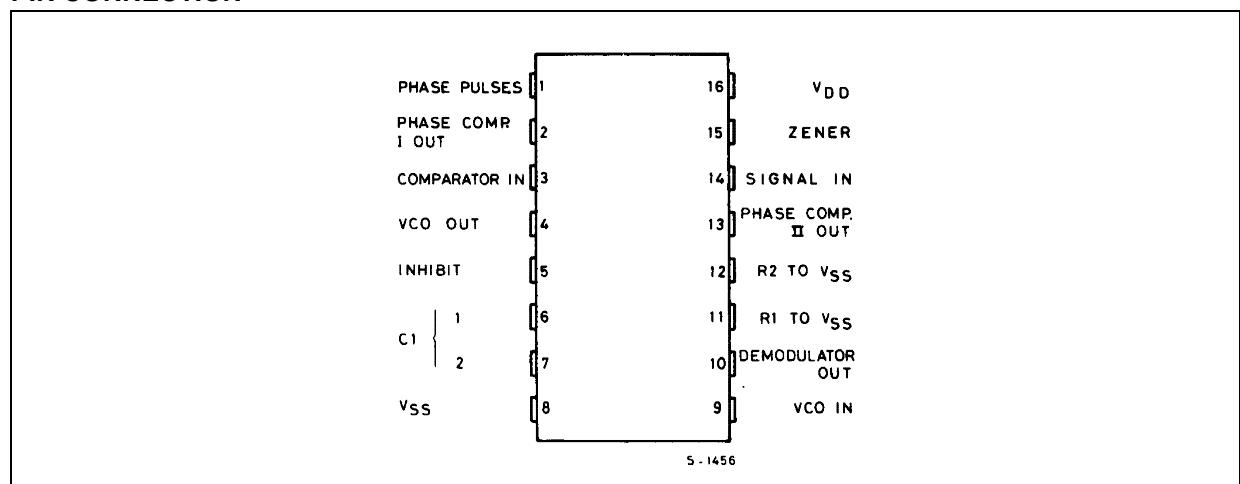 PHASE PULSES 1
PHASE COMP.
I OUT 2
COMPARATOR IN 3
VCO OUT 4
INHIBIT 5
C1
1 6
2 7
VSS 8
16 VDD
15 ZENER
14 SIGNAL IN
13 PHASE COMP.
II OUT
12 R2 TO VSS
11 R1 TO VSS
10 DEMODULATOR
OUT
9 VCO IN
S-1456